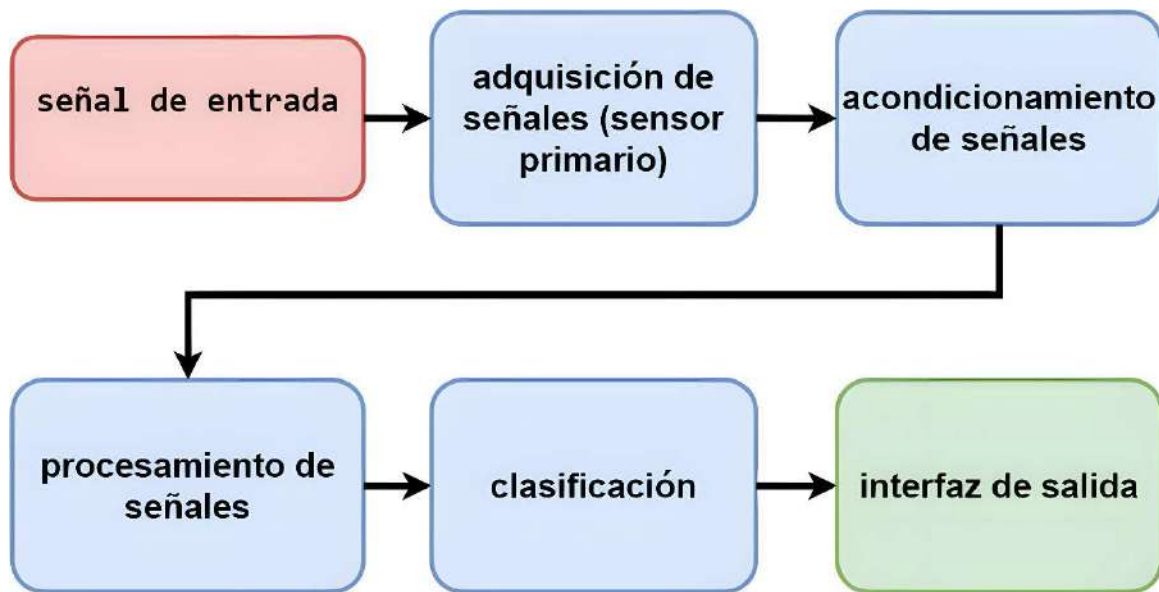 señal de entrada
adquisición de
señales (sensor
primario)
acondicionamiento
de señales
procesamiento de
señales
clasificación
interfaz de salida